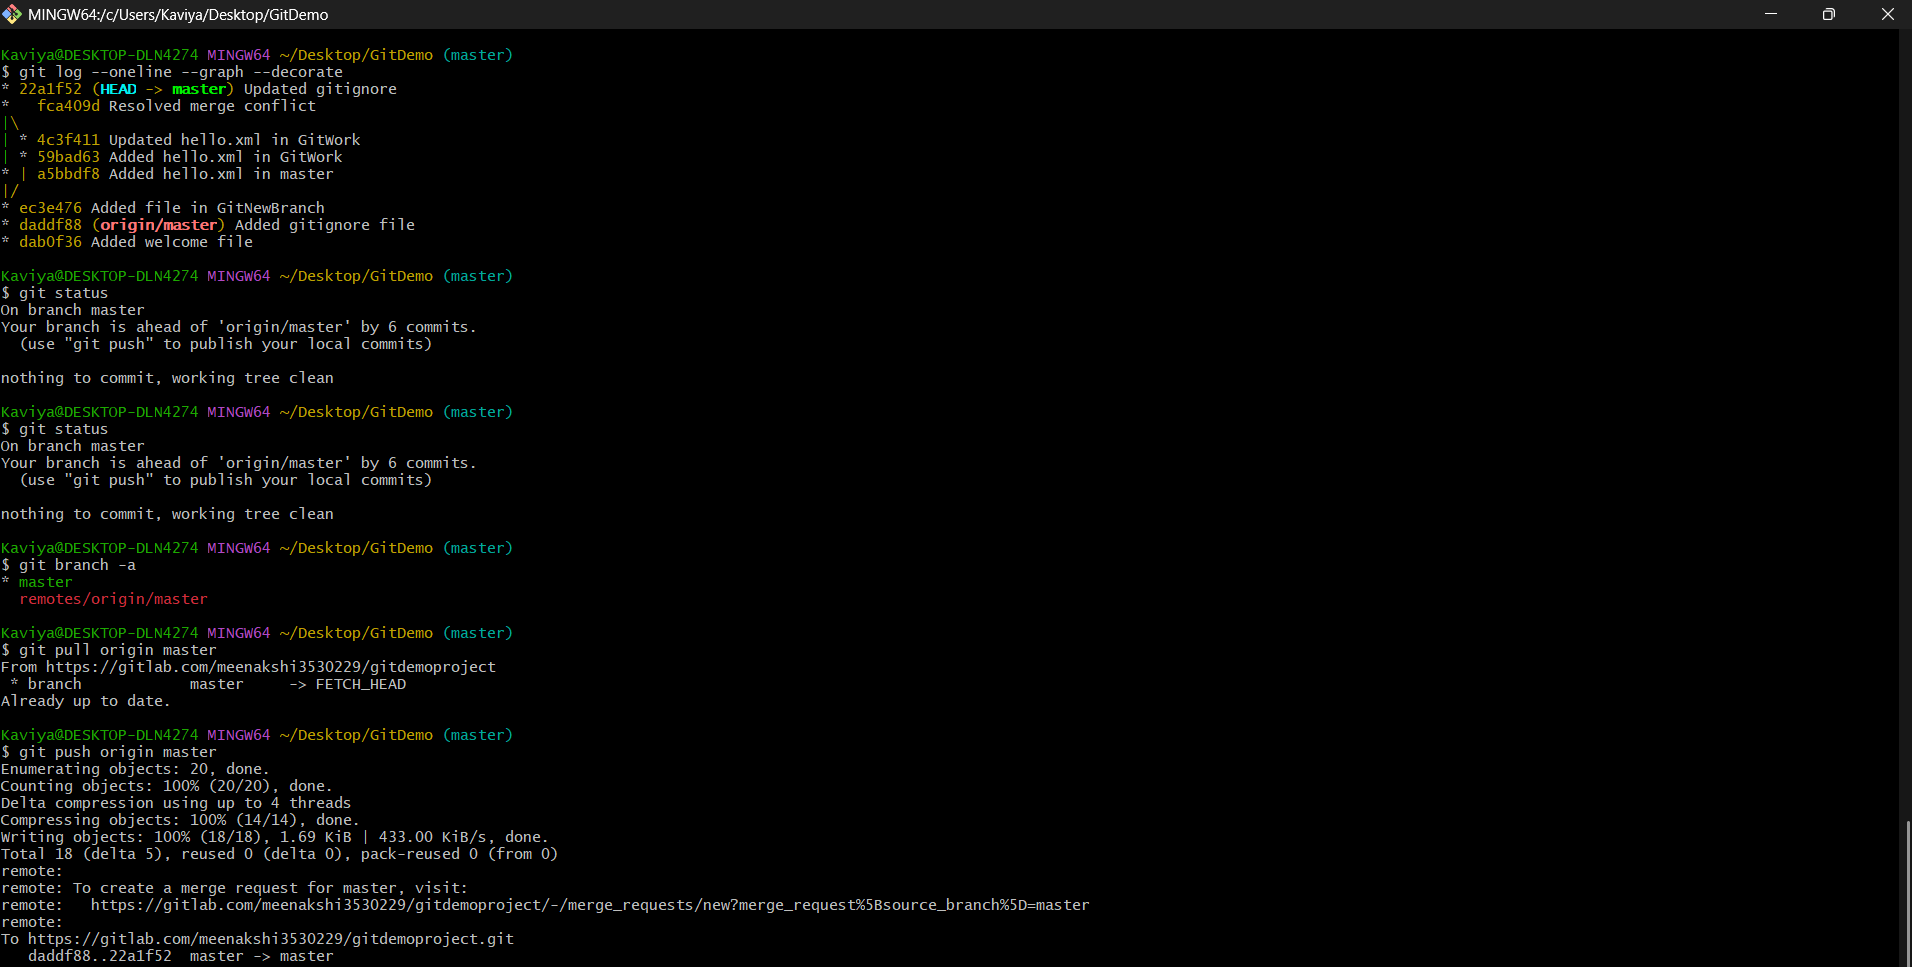 MINGW64:/c/Users/Kaviya/Desktop/GitDemo
Kaviya@DESKTOP-DLN4274 MINGW64 ~/Desktop/GitDemo (master)
$ git log --oneline --graph --decorate
* 22a1f52 (HEAD -> master) Updated gitignore
*   fca409d Resolved merge conflict
|\
| * 4c3f411 Updated hello.xml in GitWork
| * 59bad63 Added hello.xml in GitWork
* | a5bbdf8 Added hello.xml in master
|/
* ec3e476 Added file in GitNewBranch
* daddf88 (origin/master) Added gitignore file
* dab0f36 Added welcome file
Kaviya@DESKTOP-DLN4274 MINGW64 ~/Desktop/GitDemo (master)
$ git status
On branch master
Your branch is ahead of 'origin/master' by 6 commits.
  (use "git push" to publish your local commits)
nothing to commit, working tree clean
Kaviya@DESKTOP-DLN4274 MINGW64 ~/Desktop/GitDemo (master)
$ git status
On branch master
Your branch is ahead of 'origin/master' by 6 commits.
  (use "git push" to publish your local commits)
nothing to commit, working tree clean
Kaviya@DESKTOP-DLN4274 MINGW64 ~/Desktop/GitDemo (master)
$ git branch -a
* master
  remotes/origin/master
Kaviya@DESKTOP-DLN4274 MINGW64 ~/Desktop/GitDemo (master)
$ git pull origin master
From https://gitlab.com/meenakshi3530229/gitdemoproject
 * branch            master     -> FETCH_HEAD
Already up to date.
Kaviya@DESKTOP-DLN4274 MINGW64 ~/Desktop/GitDemo (master)
$ git push origin master
Enumerating objects: 20, done.
Counting objects: 100% (20/20), done.
Delta compression using up to 4 threads
Compressing objects: 100% (14/14), done.
Writing objects: 100% (18/18), 1.69 KiB | 433.00 KiB/s, done.
Total 18 (delta 5), reused 0 (delta 0), pack-reused 0 (from 0)
remote:
remote: To create a merge request for master, visit:
remote:   https://gitlab.com/meenakshi3530229/gitdemoproject/-/merge_requests/new?merge_request%5Bsource_branch%5D=master
remote:
To https://gitlab.com/meenakshi3530229/gitdemoproject.git
   daddf88..22a1f52  master -> master